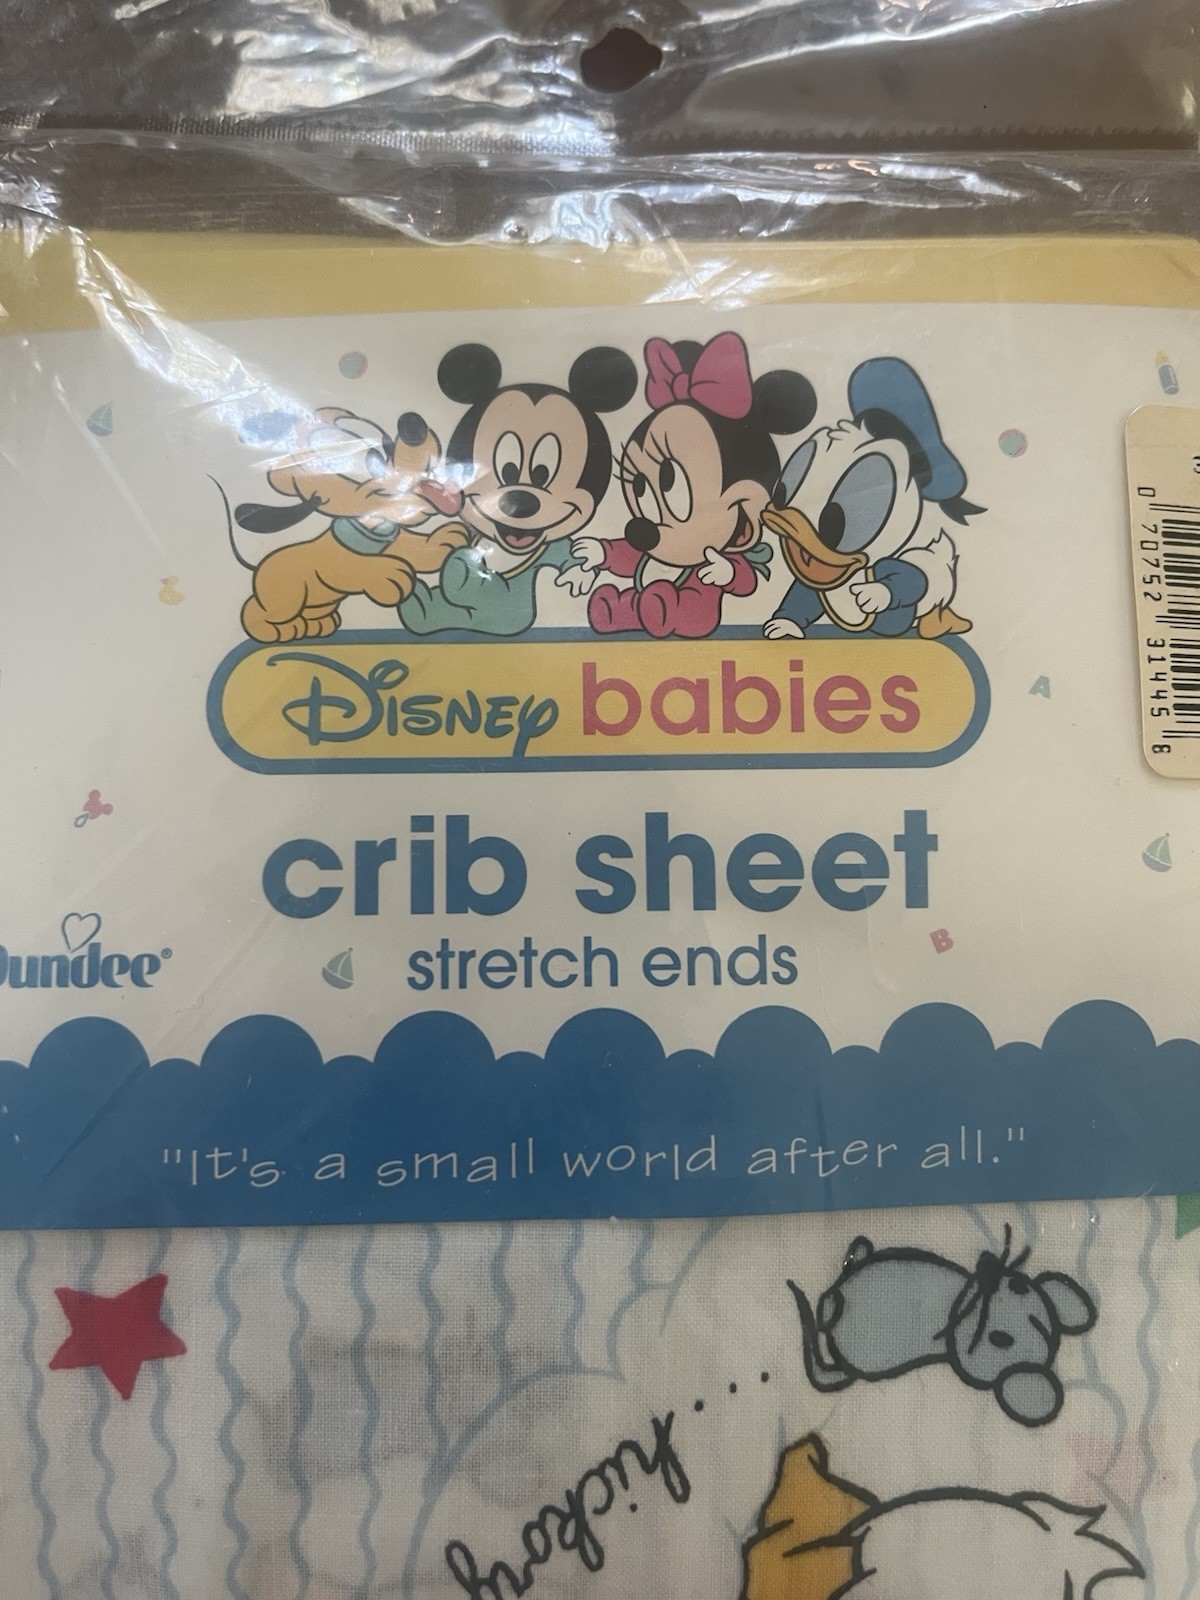 Disney babies
crib sheet
stretch ends
Dundee®
"It's a small world after all."
0 70752 31445 8
A
B
....hickory